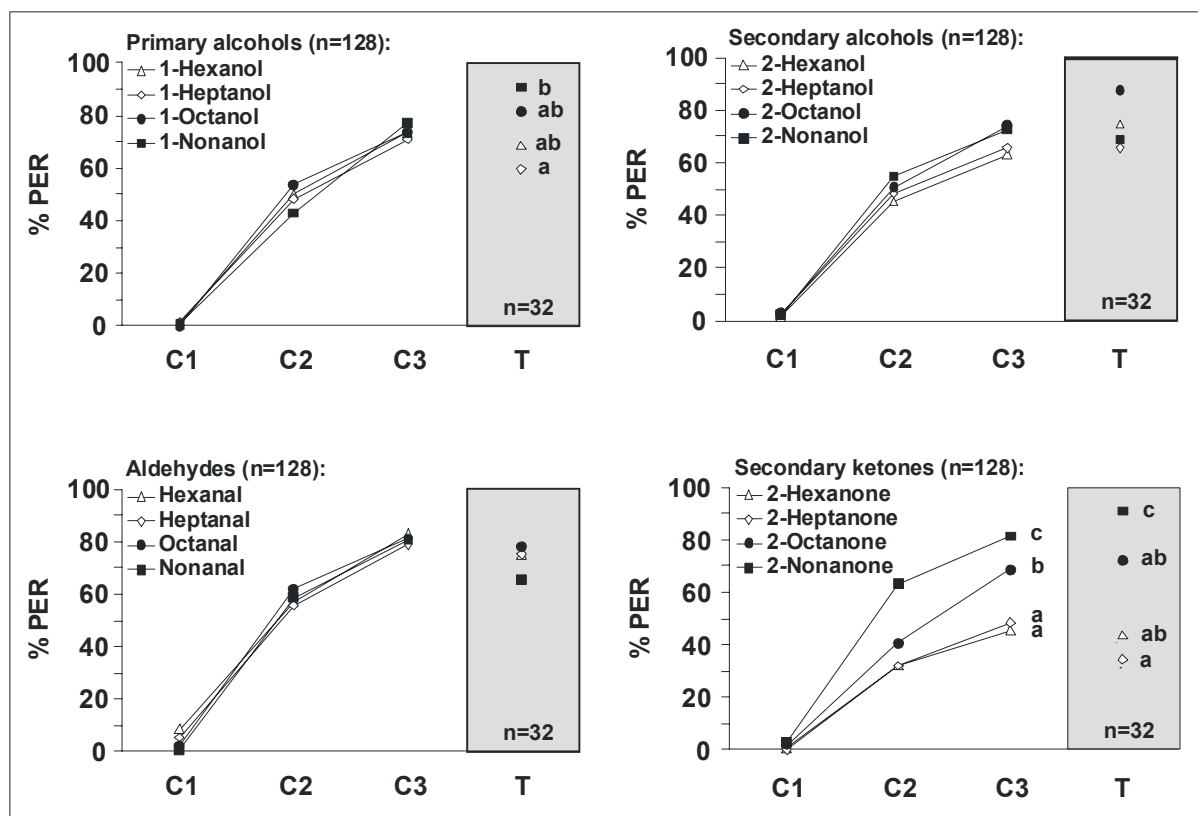 Primary alcohols (n=128):
1-Hexanol
1-Heptanol
1-Octanol
1-Nonanol
% PER
100
80
60
40
20
0
b
ab
ab
a
n=32
C1 C2 C3 T
Secondary alcohols (n=128):
2-Hexanol
2-Heptanol
2-Octanol
2-Nonanol
% PER
100
80
60
40
20
0
n=32
C1 C2 C3 T
Aldehydes (n=128):
Hexanal
Heptanal
Octanal
Nonanal
% PER
100
80
60
40
20
0
n=32
C1 C2 C3 T
Secondary ketones (n=128):
2-Hexanone
2-Heptanone
2-Octanone
2-Nonanone
% PER
100
80
60
40
20
0
c
b
a
a
c
ab
ab
a
n=32
C1 C2 C3 T